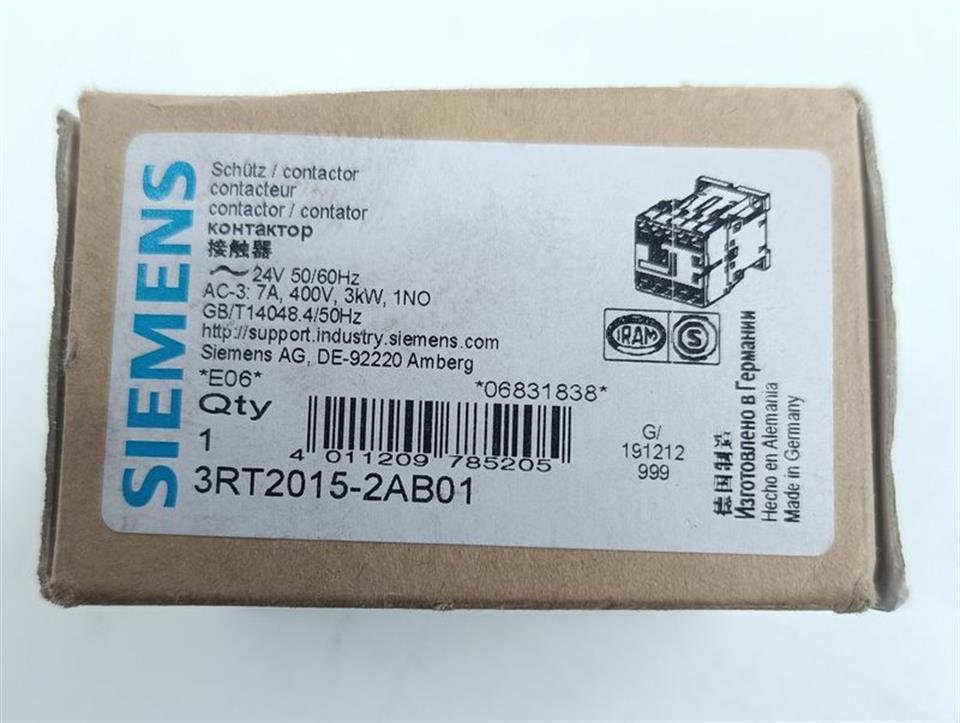 SIEMENS
Schütz / contactor
contacteur
contactor / contator
контактор
接触器
~ 24V 50/60Hz
AC-3: 7A, 400V, 3kW, 1NO
GB/T14048.4/50Hz
http://support.industry.siemens.com
Siemens AG, DE-92220 Amberg
*E06*
*06831838*
Qty
1
4 011209 785205
3RT2015-2AB01
IRAM
S
G/
191212
999
德国制造
Изготовлено в Германии
Hecho en Alemania
Made in Germany